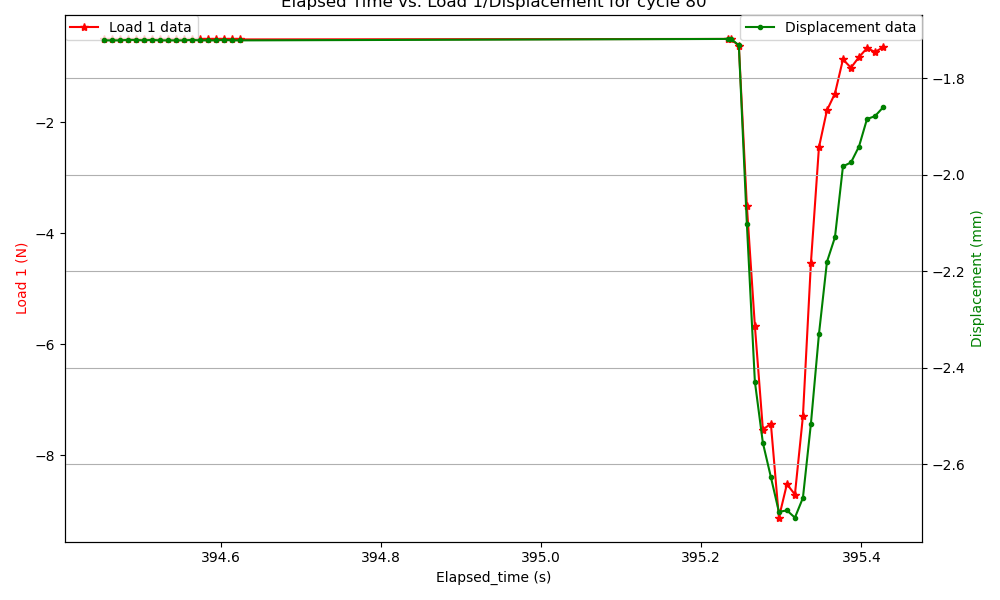 Elapsed Time vs. Load 1/Displacement for cycle 80
Load 1 data
Displacement data
−2
−4
−6
−8
Load 1 (N)
−1.8
−2.0
−2.2
−2.4
−2.6
Displacement (mm)
394.6
394.8
395.0
395.2
395.4
Elapsed_time (s)